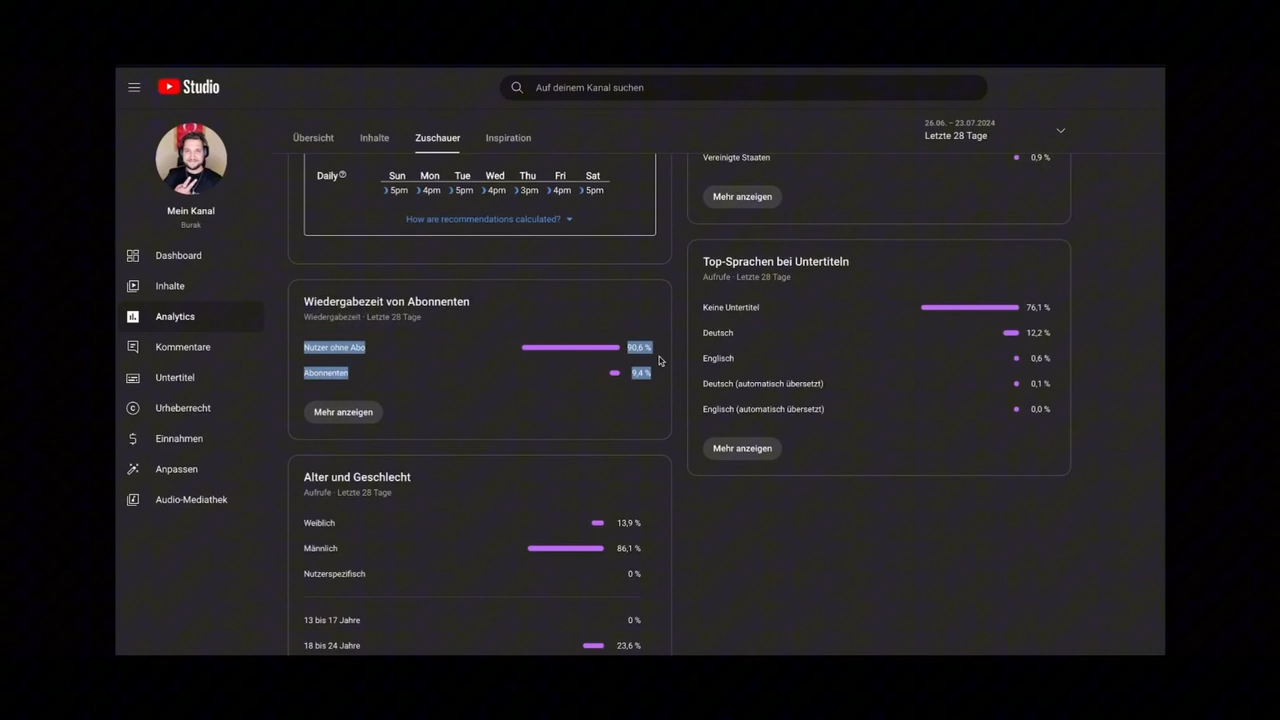 Studio
Auf deinem Kanal suchen
Mein Kanal
Burak
Dashboard
Inhalte
Analytics
Kommentare
Untertitel
Urheberrecht
Einnahmen
Anpassen
Audio-Mediathek
Übersicht Inhalte Zuschauer Inspiration
26.06. – 23.07.2024
Letzte 28 Tage
Sun Mon Tue Wed Thu Fri Sat
Daily
5pm 4pm 5pm 4pm 3pm 4pm 5pm
How are recommendations calculated?
Wiedergabezeit von Abonnenten
Wiedergabezeit · Letzte 28 Tage
Nutzer ohne Abo 90,6 %
Abonnenten 9,4 %
Mehr anzeigen
Alter und Geschlecht
Aufrufe · Letzte 28 Tage
Weiblich 13,9 %
Männlich 86,1 %
Nutzerspezifisch 0 %
13 bis 17 Jahre 0 %
18 bis 24 Jahre 23,6 %
Vereinigte Staaten 0,9 %
Mehr anzeigen
Top-Sprachen bei Untertiteln
Aufrufe · Letzte 28 Tage
Keine Untertitel 76,1 %
Deutsch 12,2 %
Englisch 0,6 %
Deutsch (automatisch übersetzt) 0,1 %
Englisch (automatisch übersetzt) 0,0 %
Mehr anzeigen